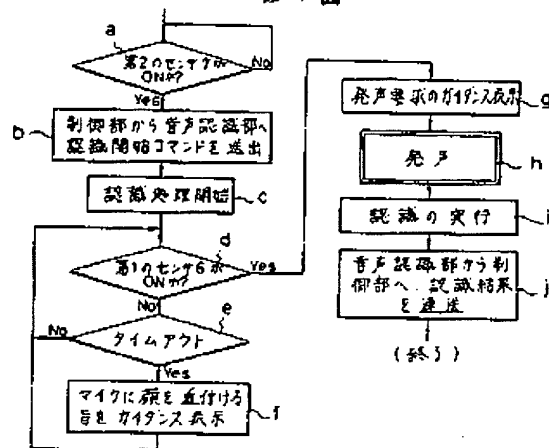 a
第2のセンサ7が
ONか?
No
Yes
b
制御部から音声認識部へ
認識開始コマンドを送出
認識処理開始
c
d
第1のセンサ6が
ONか?
Yes
No
e
タイムアウト
No
Yes
マイクに顔を近付ける
旨をガイダンス表示
f
発声要求のガイダンス表示
g
発声
h
認識の実行
i
音声認識部から制
御部へ、認識結果
を
j
(終了)